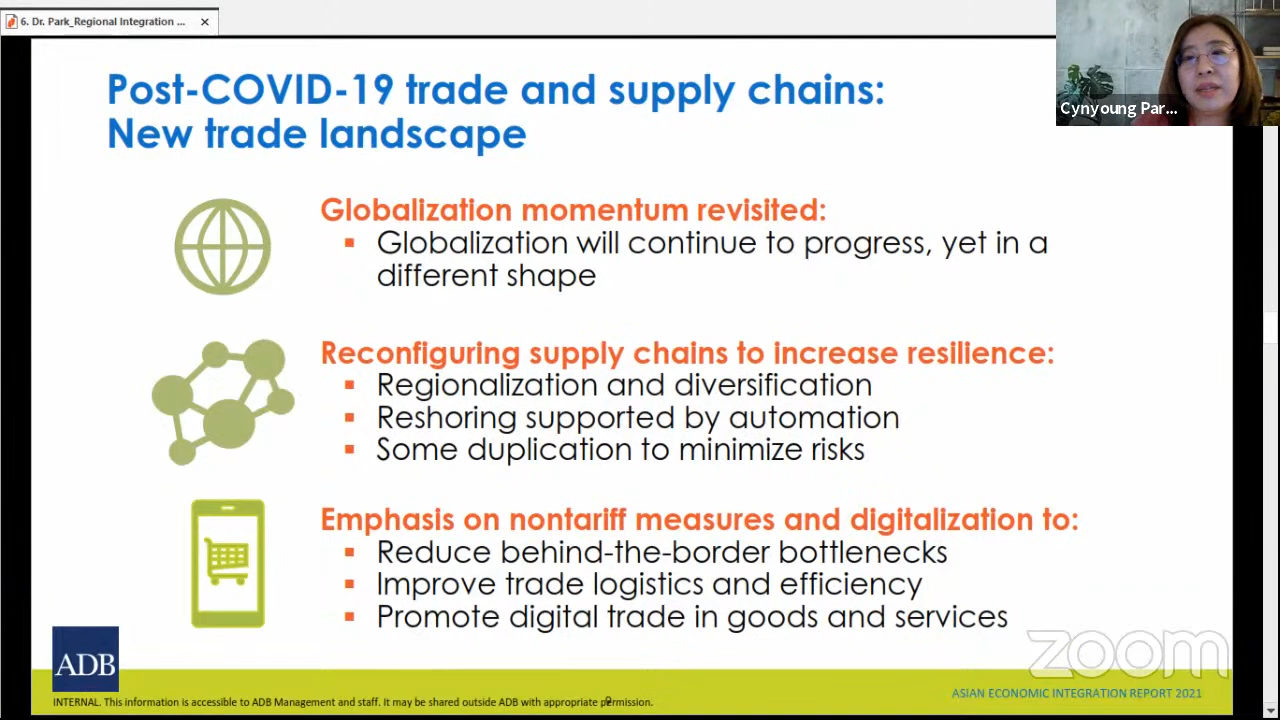 6. Dr. Park_Regional Integration ...
Cynyoung Par...
Post-COVID-19 trade and supply chains:
New trade landscape
Globalization momentum revisited:
Globalization will continue to progress, yet in a
different shape
Reconfiguring supply chains to increase resilience:
Regionalization and diversification
Reshoring supported by automation
Some duplication to minimize risks
Emphasis on nontariff measures and digitalization to:
Reduce behind-the-border bottlenecks
Improve trade logistics and efficiency
Promote digital trade in goods and services
zoom
ADB
ASIAN ECONOMIC INTEGRATION REPORT 2021
INTERNAL. This information is accessible to ADB Management and staff. It may be shared outside ADB with appropriate permission.
9